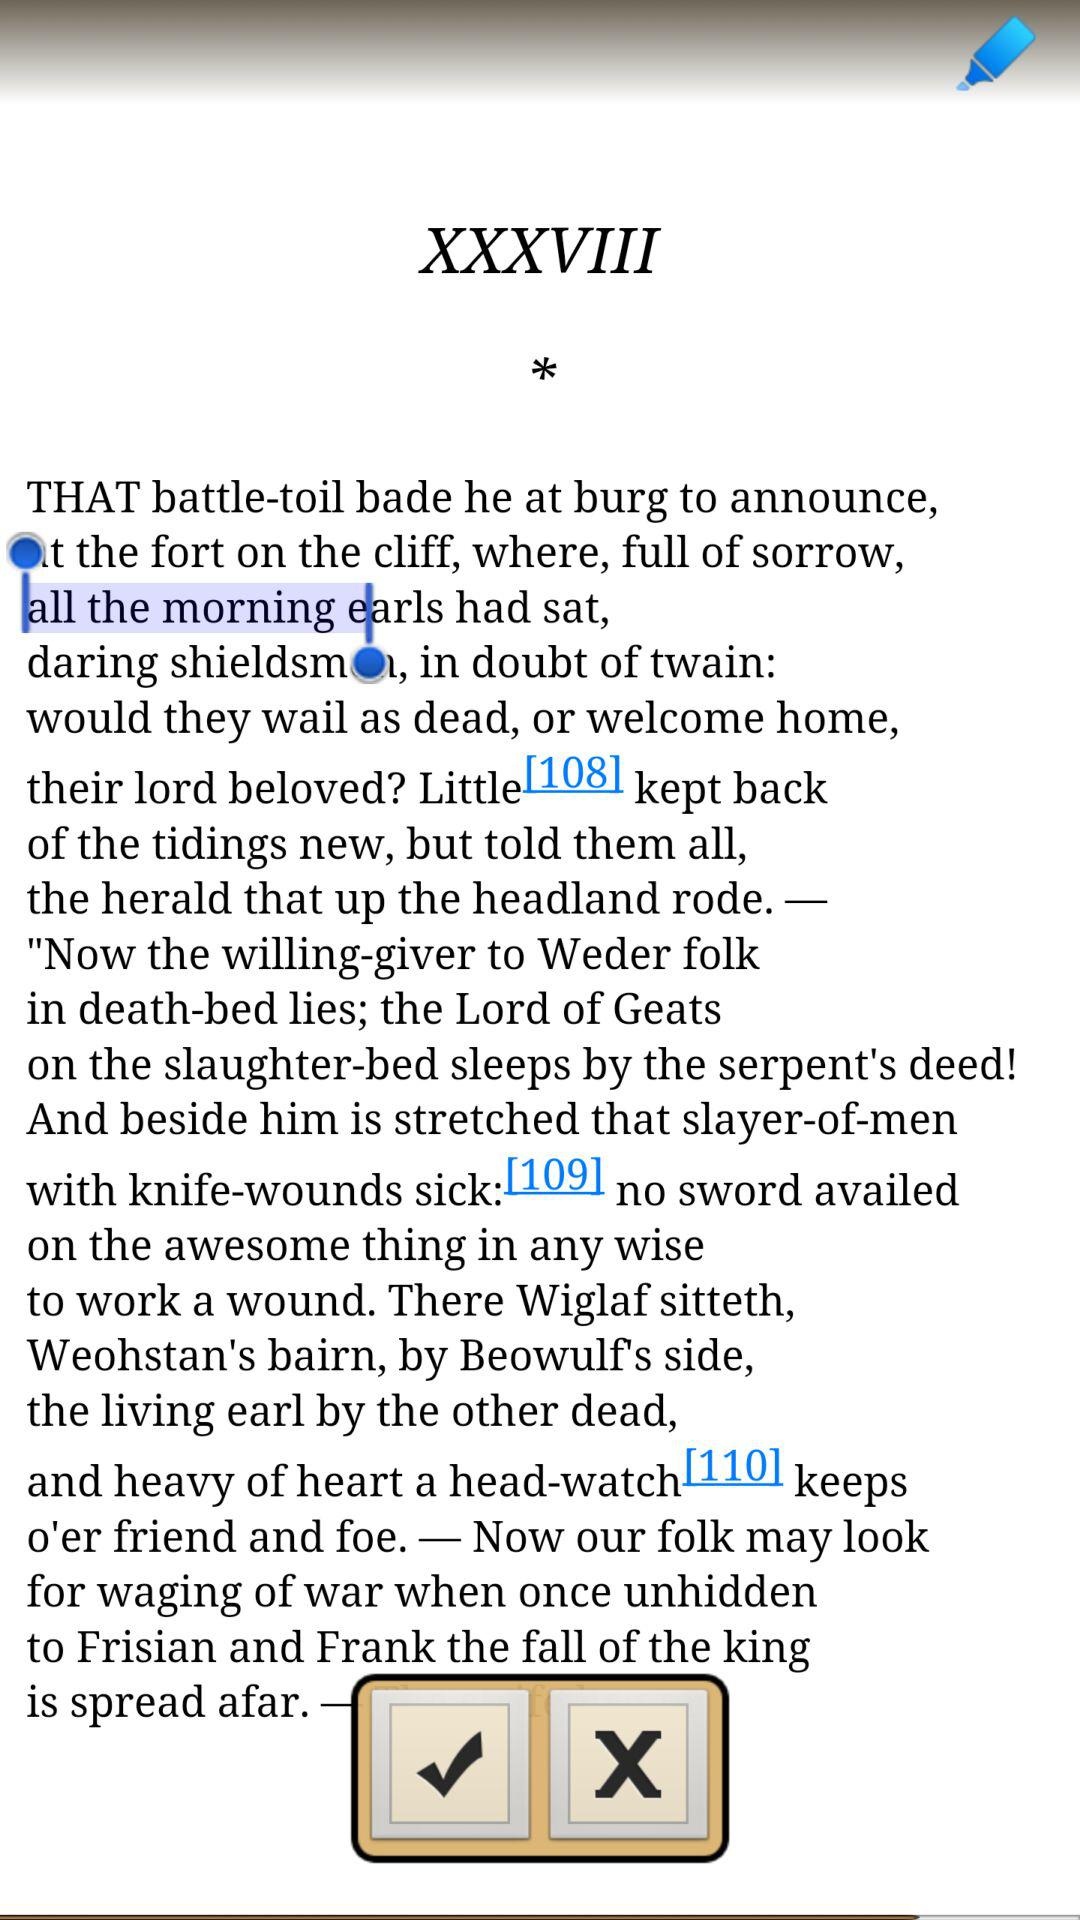 XXXVIII
*
THAT battle-toil bade he at burg to announce,
at the fort on the cliff, where, full of sorrow,
all the morning earls had sat,
daring shieldsmen, in doubt of twain:
would they wail as dead, or welcome home,
their lord beloved? Little[108] kept back
of the tidings new, but told them all,
the herald that up the headland rode. —
"Now the willing-giver to Weder folk
in death-bed lies; the Lord of Geats
on the slaughter-bed sleeps by the serpent's deed!
And beside him is stretched that slayer-of-men
with knife-wounds sick:[109] no sword availed
on the awesome thing in any wise
to work a wound. There Wiglaf sitteth,
Weohstan's bairn, by Beowulf's side,
the living earl by the other dead,
and heavy of heart a head-watch[110] keeps
o'er friend and foe. — Now our folk may look
for waging of war when once unhidden
to Frisian and Frank the fall of the king
is spread afar. —